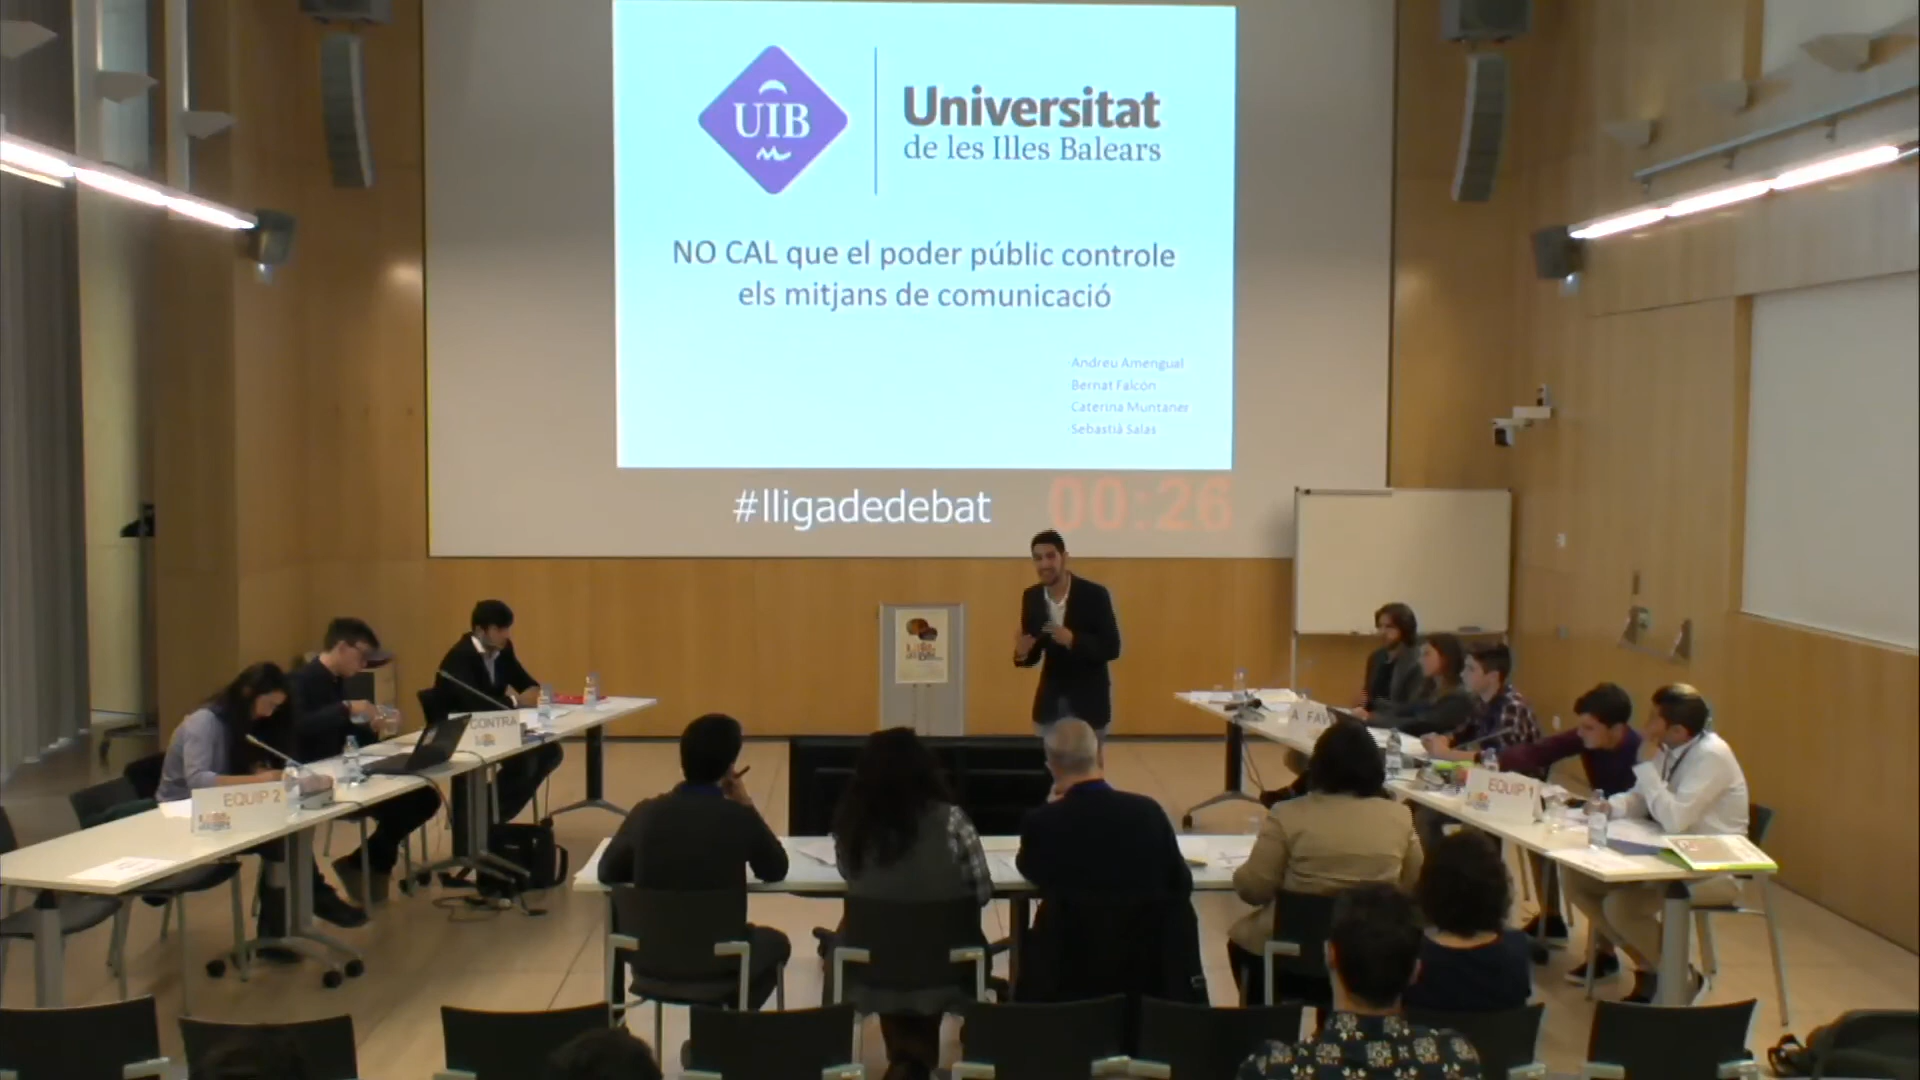 UIB
Universitat
de les Illes Balears
NO CAL que el poder públic controle
els mitjans de comunicació
·Andreu Amengual
·Bernat Falcón
·Caterina Muntaner
·Sebastià Salas
#lligadedebat
00:26
CONTRA
A FAV
EQUIP 2
EQUIP 1